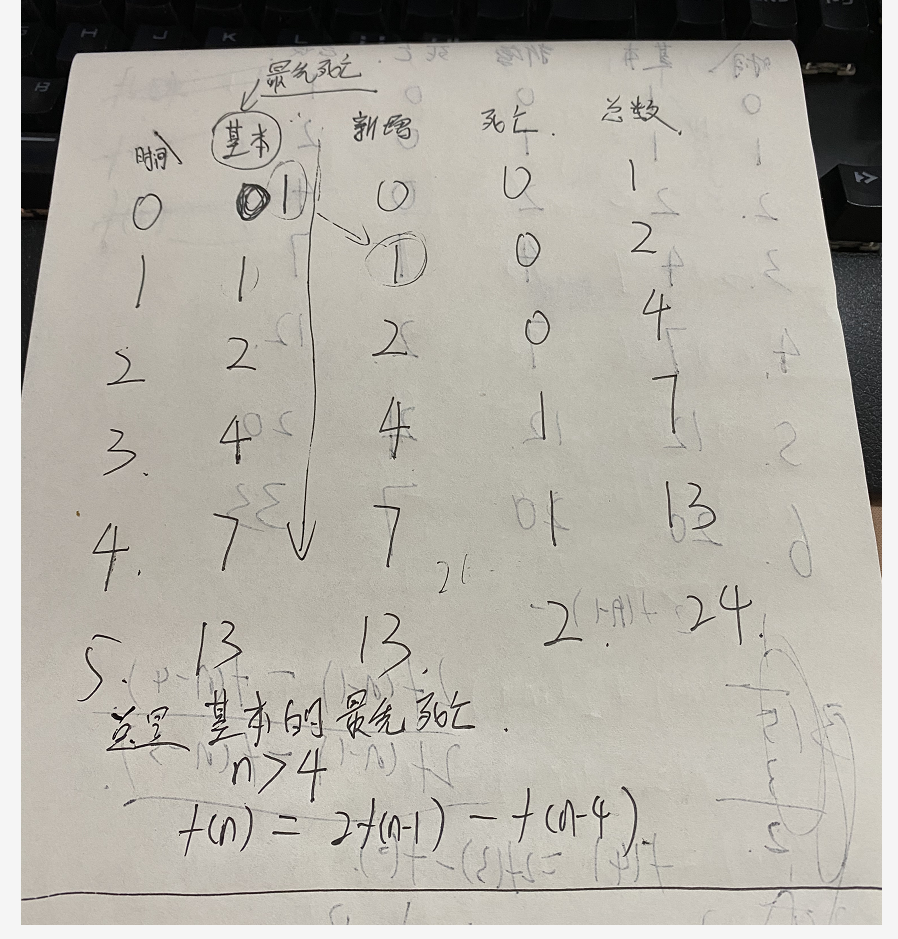 最先死亡
时间 基本 新增 死亡 总数
0 1 0 0 1
1 1 1 0 2
2 2 2 0 4
3. 4 4 1 7
4. 7 7 1 13
5. 13 13. 2. 24.
总是 基本的 最先死亡.
n>4
f(n) = 2f(n-1) - f(n-4)